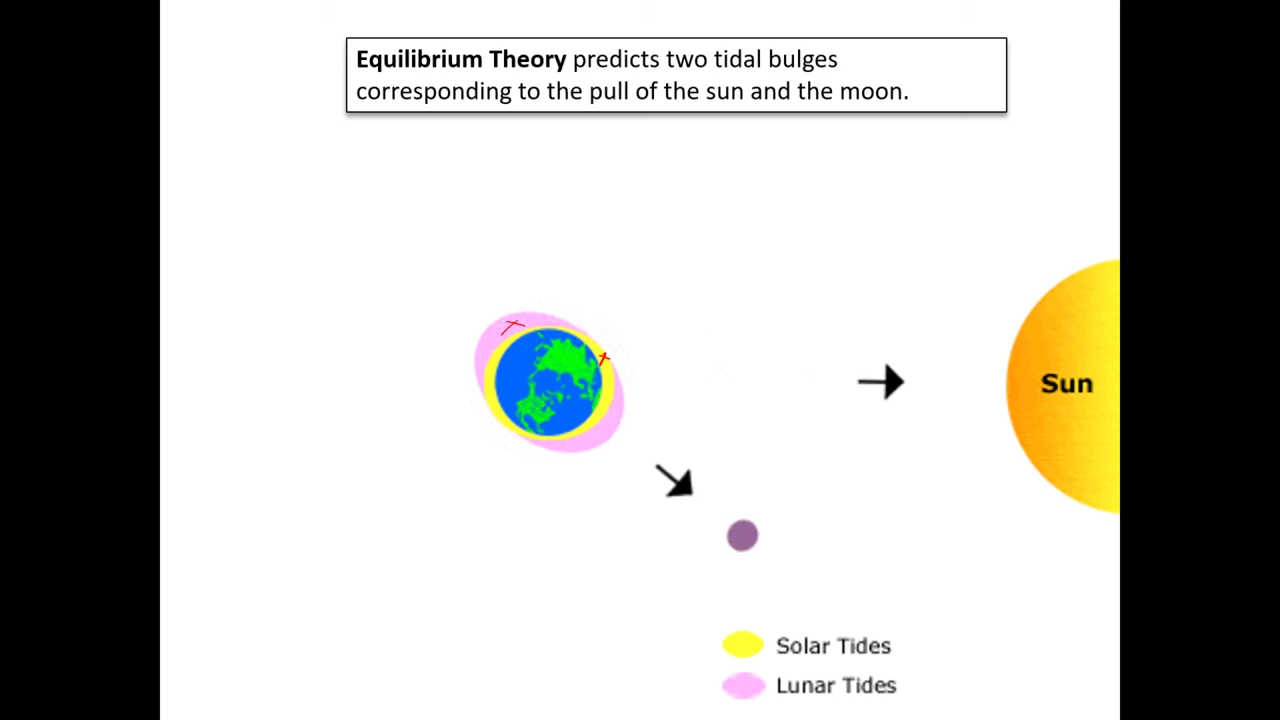 Equilibrium Theory predicts two tidal bulges
corresponding to the pull of the sun and the moon.
Sun
Solar Tides
Lunar Tides